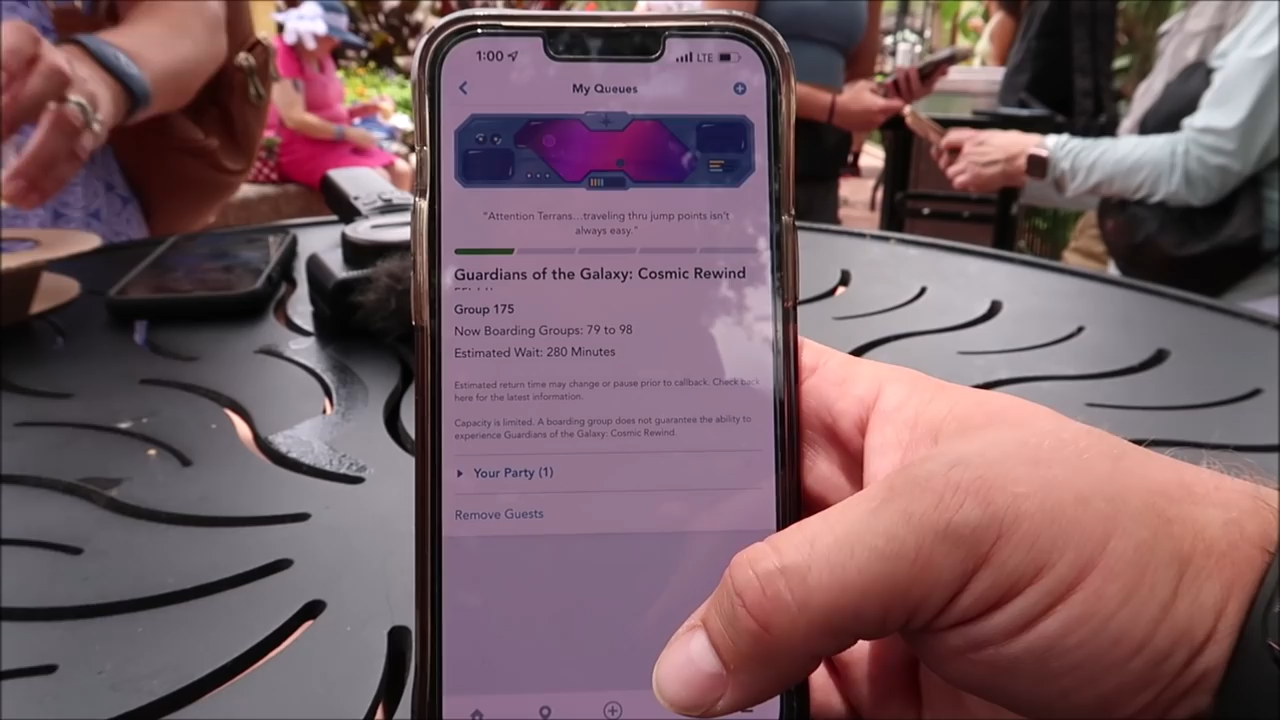 1:00 LTE
My Queues
"Attention Terrans...traveling thru jump points isn't
always easy."
Guardians of the Galaxy: Cosmic Rewind
Group 175
Now Boarding Groups: 79 to 98
Estimated Wait: 280 Minutes
Estimated return time may change or pause prior to callback. Check back
here for the latest information.
Capacity is limited. A boarding group does not guarantee the ability to
experience Guardians of the Galaxy: Cosmic Rewind.
Your Party (1)
Remove Guests